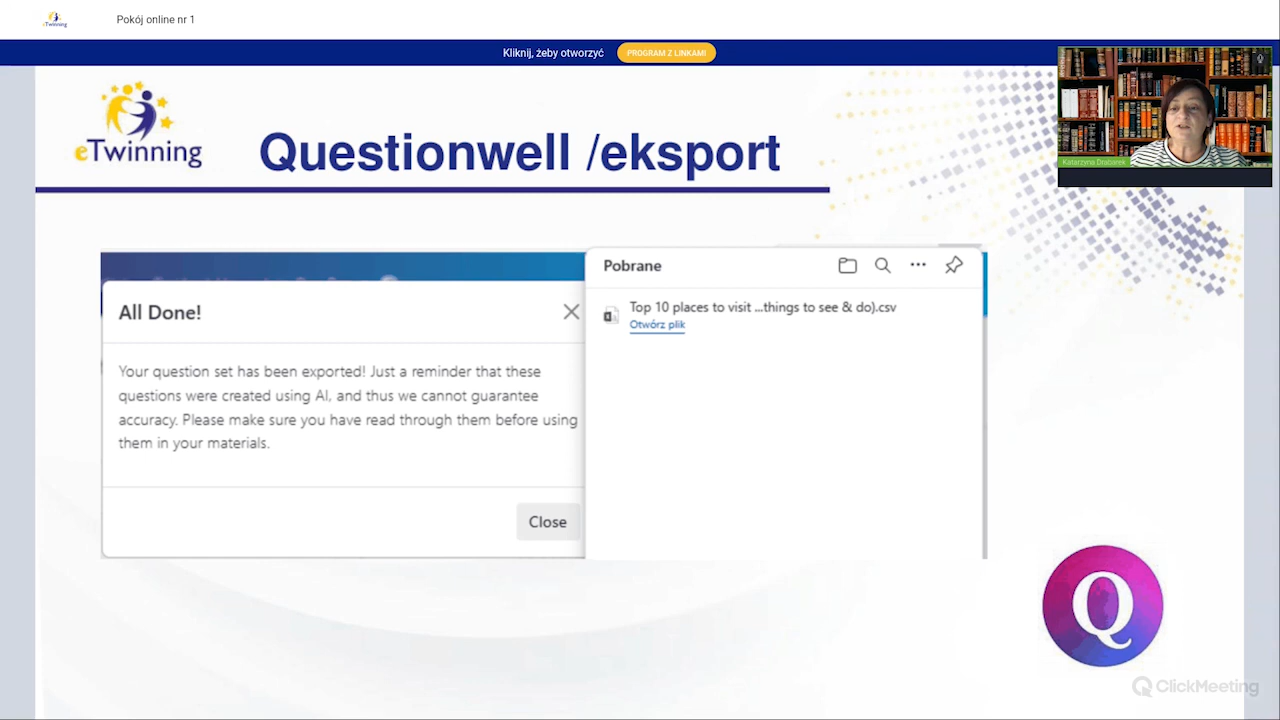 eTwinning
Pokój online nr 1
Kliknij, żeby otworzyć
PROGRAM Z LINKAMI
Katarzyna Drabarek
eTwinning
Questionwell /eksport
All Done!
Your question set has been exported! Just a reminder that these
questions were created using AI, and thus we cannot guarantee
accuracy. Please make sure you have read through them before using
them in your materials.
Close
Pobrane
Top 10 places to visit ...things to see & do).csv
Otwórz plik
Q
ClickMeeting